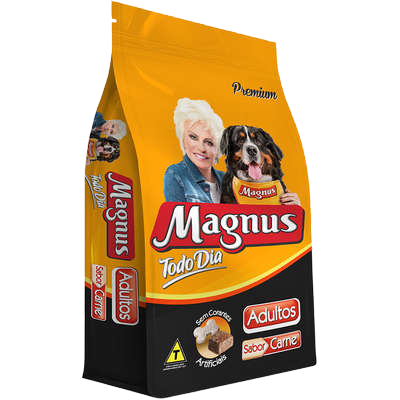 Premium
Magnus
Magnus
Todo Dia
Sem Corantes
Artificiais
T
Adultos
Sabor Carne
Magnus
Todo Dia
Adultos
Sabor Carne